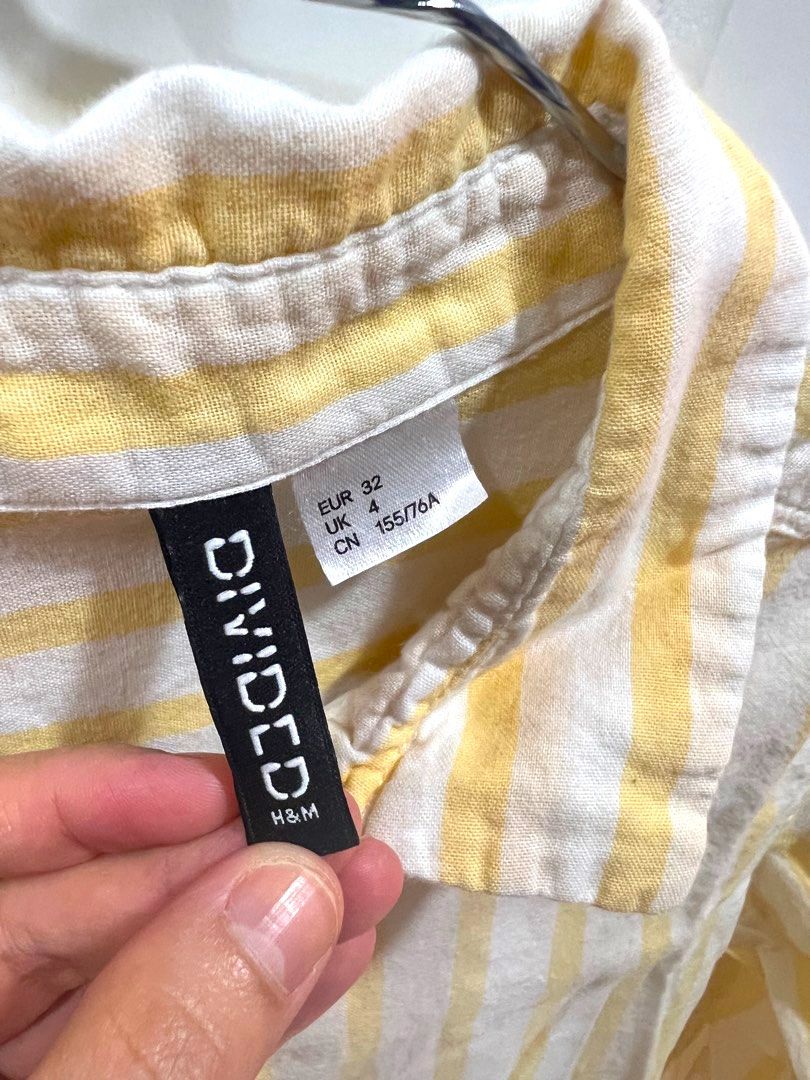 EUR 32
UK 4
CN 155/76A
DIVIDED
H&M